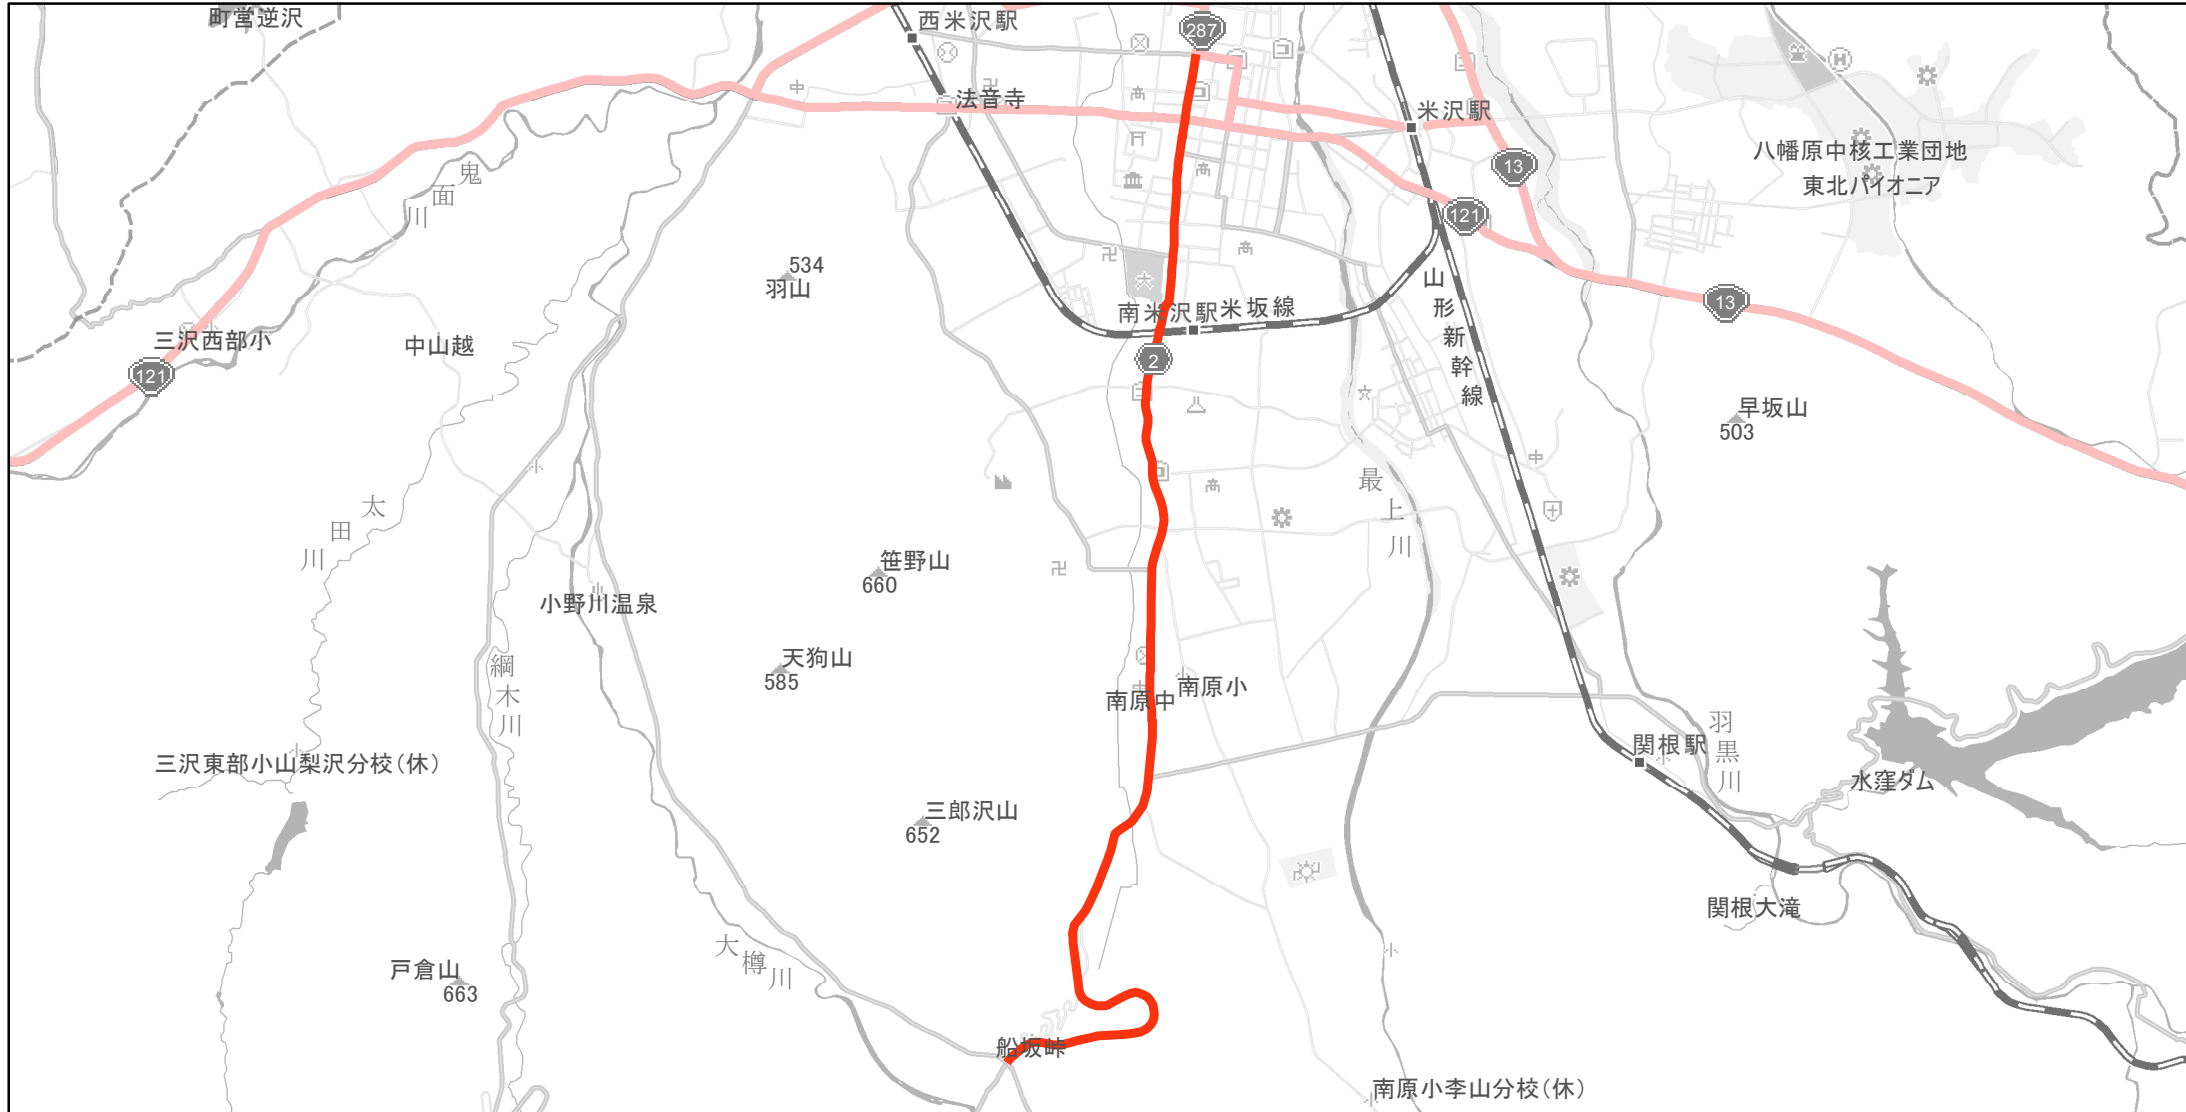 町営逆沢
西米沢駅
287
法音寺
米沢駅
八幡原中核工業団地
東北パイオニア
13
121
鬼面川
534
羽山
南米沢駅
米坂線
山形新幹線
13
三沢西部小
121
中山越
2
早坂山
503
太田川
最上川
笹野山
660
小野川温泉
天狗山
585
綱木川
南原中
南原小
羽黒川
関根駅
三沢東部小山梨沢分校(休)
水窪ダム
三郎沢山
652
関根大滝
大樽川
戸倉山
663
船坂峠
南原小李山分校(休)